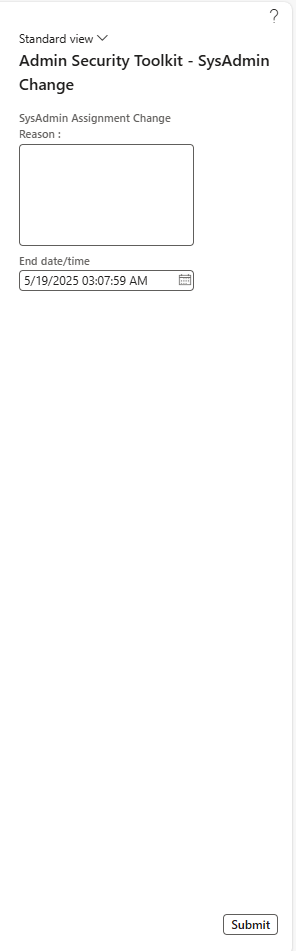 ?
Standard view
Admin Security Toolkit - SysAdmin
Change
SysAdmin Assignment Change
Reason :
End date/time
5/19/2025 03:07:59 AM
Submit